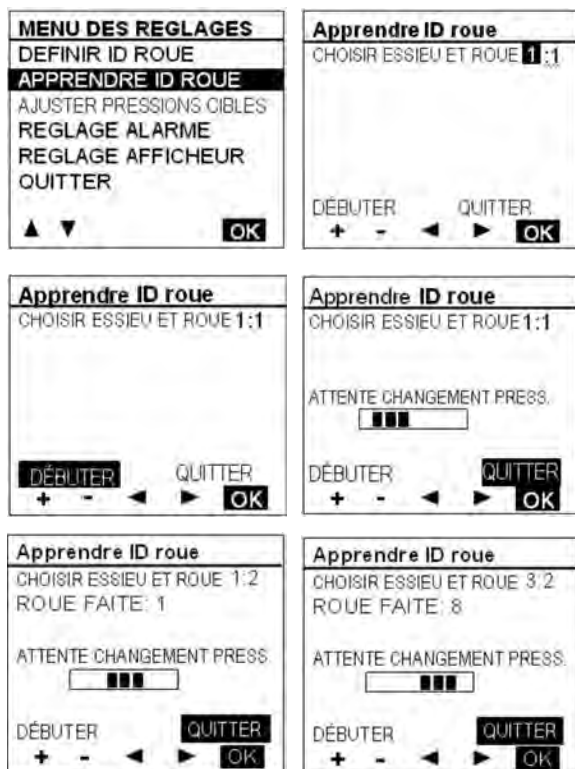 MENU DES REGLAGES
DEFINIR ID ROUE
APPRENDRE ID ROUE
AJUSTER PRESSIONS CIBLES
REGLAGE ALARME
REGLAGE AFFICHEUR
QUITTER
OK
Apprendre ID roue
CHOISIR ESSIEU ET ROUE 1:1
DÉBUTER QUITTER
+ - OK
Apprendre ID roue
CHOISIR ESSIEU ET ROUE 1:1
DÉBUTER QUITTER
+ - OK
Apprendre ID roue
CHOISIR ESSIEU ET ROUE 1:1
ATTENTE CHANGEMENT PRESS.
DÉBUTER QUITTER
+ - OK
Apprendre ID roue
CHOISIR ESSIEU ET ROUE 1:2
ROUE FAITE: 1
ATTENTE CHANGEMENT PRESS
DÉBUTER QUITTER
+ - OK
Apprendre ID roue
CHOISIR ESSIEU ET ROUE 3:2
ROUE FAITE: 8
ATTENTE CHANGEMENT PRESS.
DÉBUTER QUITTER
+ - OK